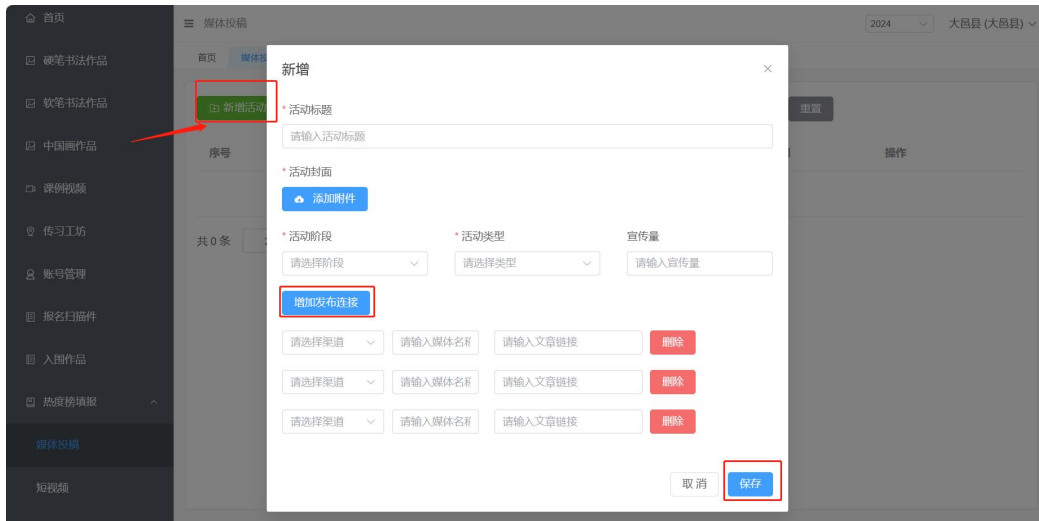 首页
硬笔书法作品
软笔书法作品
中国画作品
课例视频
传习工坊
账号管理
报名扫描件
入围作品
热度榜填报
媒体投稿
短视频
媒体投稿
2024
大邑县 (大邑县)
首页 媒体投
新增活动
重置
序号
操作
共 0 条
新增
* 活动标题
请输入活动标题
* 活动封面
添加附件
* 活动阶段 * 活动类型 宣传量
请选择阶段 请选择类型 请输入宣传量
增加发布连接
请选择渠道 请输入媒体名称 请输入文章链接 删除
请选择渠道 请输入媒体名称 请输入文章链接 删除
请选择渠道 请输入媒体名称 请输入文章链接 删除
取消 保存